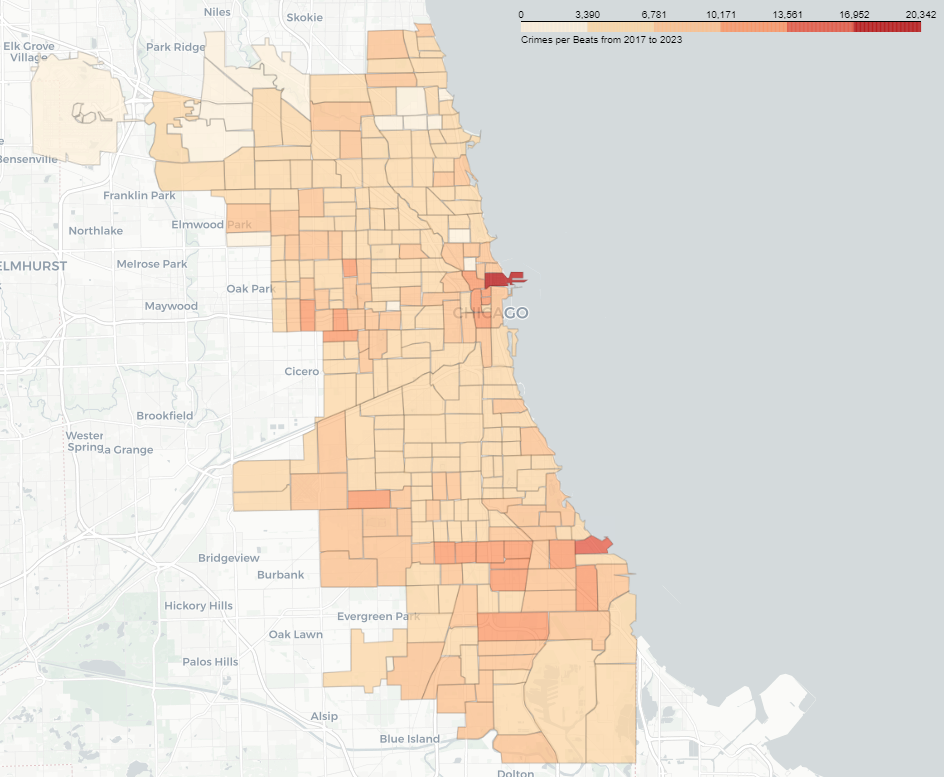 0 3,390 6,781 10,171 13,561 16,952 20,342
Crimes per Beats from 2017 to 2023
Niles
Skokie
Elk Grove
Village
Park Ridge
Bensenville
Franklin Park
Elmwood Park
Northlake
ELMHURST
Melrose Park
Oak Park
Maywood
CHICAGO
Cicero
Brookfield
Wester
Spring
a Grange
Bridgeview
Burbank
Hickory Hills
Evergreen Park
Oak Lawn
Palos Hills
Alsip
Blue Island
Dolton